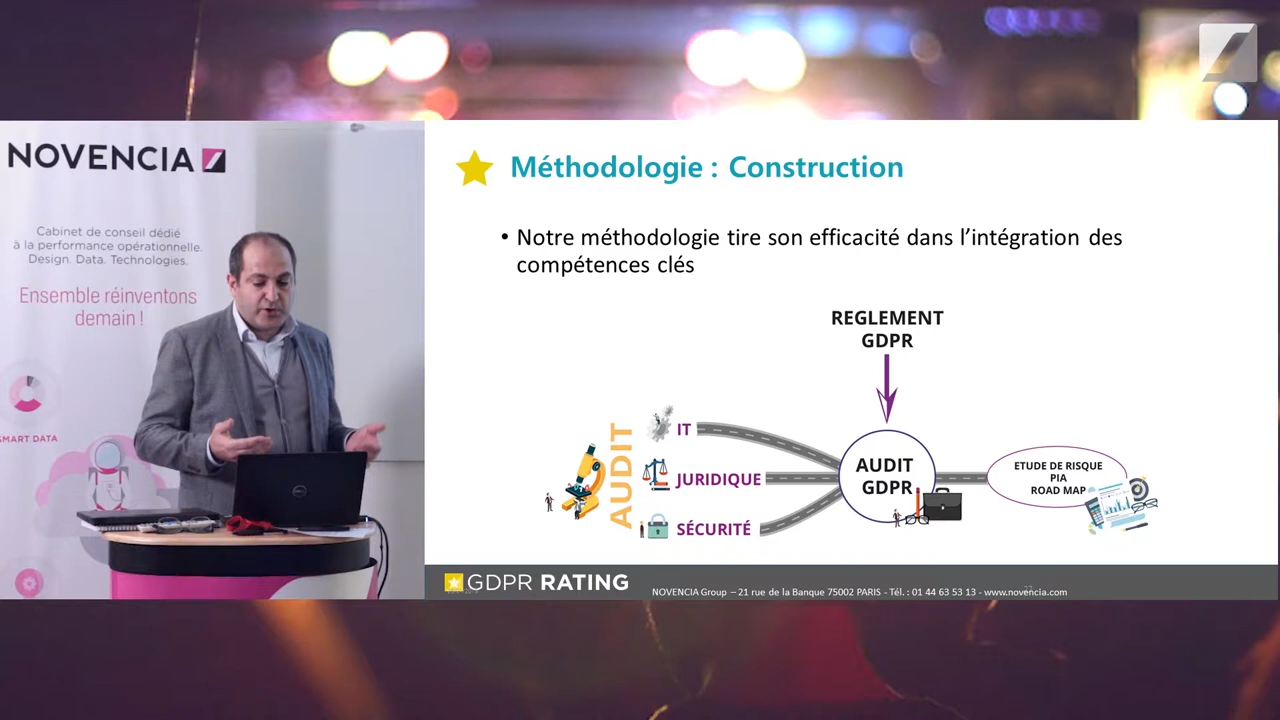 NOVENCIA
Cabinet de conseil dédié
à la performance opérationnelle.
Design. Data. Technologies.
Ensemble réinventons
demain !
SMART DATA
DELL
Méthodologie : Construction
• Notre méthodologie tire son efficacité dans l'intégration des
compétences clés
REGLEMENT
GDPR
AUDIT
IT
JURIDIQUE
SÉCURITÉ
AUDIT
GDPR
ETUDE DE RISQUE
PIA
ROAD MAP
GDPR RATING
NOVENCIA Group – 21 rue de la Banque 75002 PARIS - Tél. : 01 44 63 53 13 - www.novencia.com